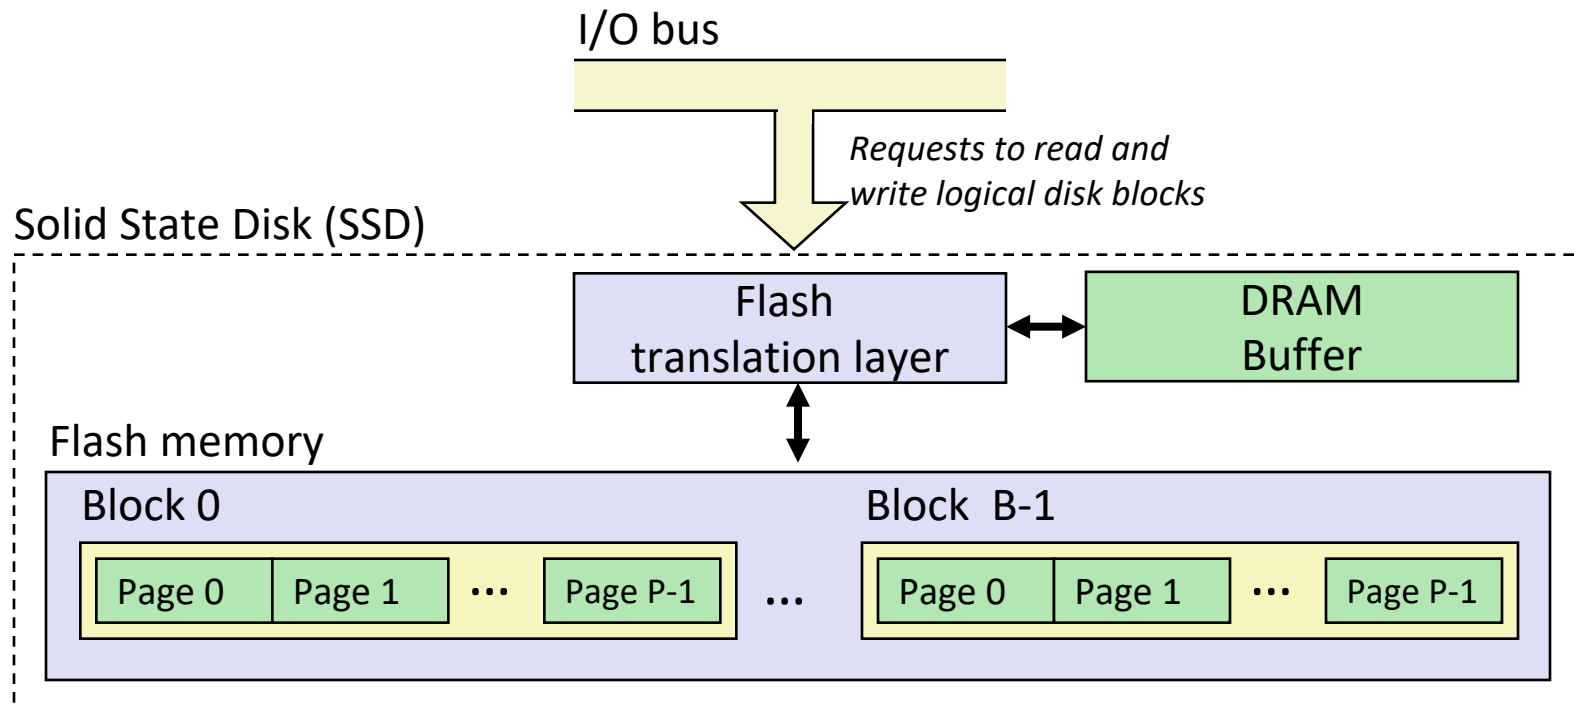 I/O bus
Requests to read and
write logical disk blocks
Solid State Disk (SSD)
Flash
translation layer
DRAM
Buffer
Flash memory
Block 0
Block B-1
Page 0 Page 1 ... Page P-1 ... Page 0 Page 1 ... Page P-1